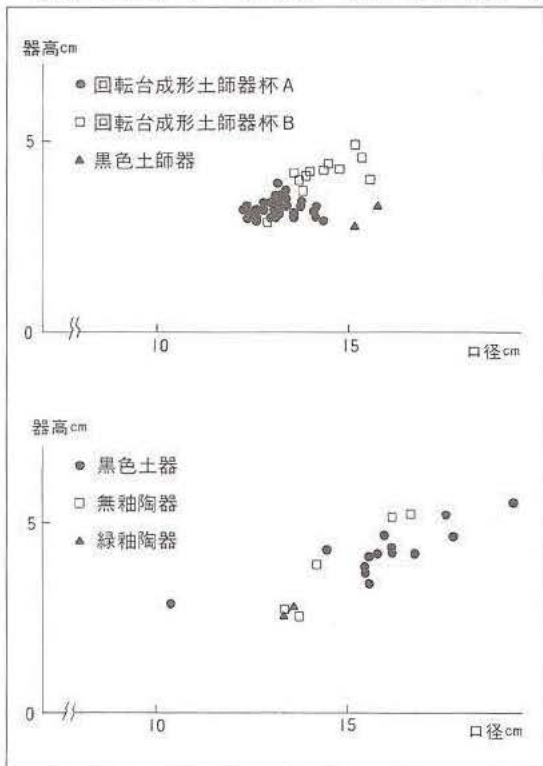 器高cm
回転台成形土師器杯A
回転台成形土師器杯B
黒色土師器
5
0
10
15
口径cm
器高cm
黒色土器
無釉陶器
緑釉陶器
5
0
10
15
口径cm